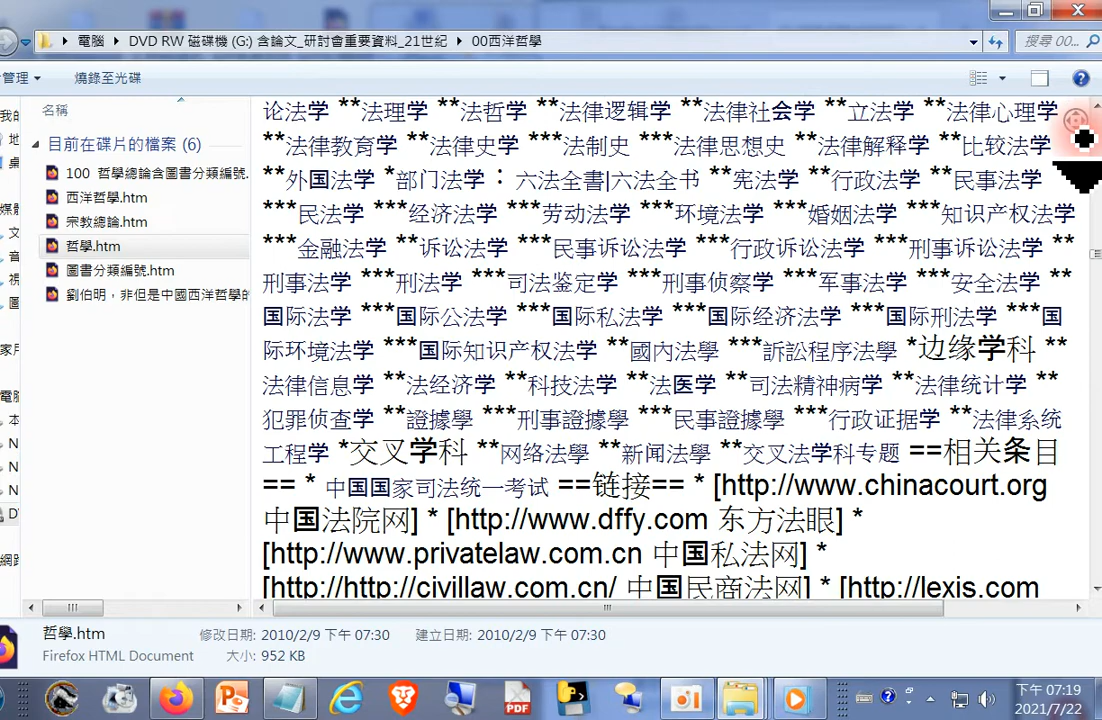 電腦 ▸ DVD RW 磁碟機 (G:) 含論文_研討會重要資料_21世紀 ▸ 00西洋哲學
搜尋 00...
管理
燒錄至光碟
名稱
目前在碟片的檔案 (6)
100 哲學總論含圖書分類編號.
西洋哲學.htm
宗教總論.htm
哲學.htm
圖書分類編號.htm
劉伯明，非但是中國西洋哲學的
论法学 **法理学 **法哲学 **法律逻辑学 **法律社会学 **立法学 **法律心理学
**法律教育学 **法律史学 ***法制史 ***法律思想史 **法律解释学 **比较法学
**外国法学 *部门法学：六法全書|六法全书 **宪法学 **行政法学 **民事法学
***民法学 ***经济法学 ***劳动法学 ***环境法学 ***婚姻法学 ***知识产权法学
***金融法学 **诉讼法学 ***民事诉讼法学 ***行政诉讼法学 ***刑事诉讼法学 **
刑事法学 ***刑法学 ***司法鉴定学 ***刑事侦察学 ***军事法学 ***安全法学 **
国际法学 ***国际公法学 ***国际私法学 ***国际经济法学 ***国际刑法学 ***国
际环境法学 ***国际知识产权法学 **國內法學 ***訴訟程序法學 *边缘学科 **
法律信息学 **法经济学 **科技法学 **法医学 **司法精神病学 **法律统计学 **
犯罪侦查学 **證據學 ***刑事證據學 ***民事證據學 ***行政证据学 **法律系统
工程学 *交叉学科 **网络法學 **新闻法學 **交叉法学科专题 ==相关条目
== * 中国国家司法统一考试 ==链接== * [http://www.chinacourt.org
中国法院网] * [http://www.dffy.com 东方法眼] *
[http://www.privatelaw.com.cn 中国私法网] *
[http://http://civillaw.com.cn/ 中国民商法网] * [http://lexis.com
哲學.htm
修改日期: 2010/2/9 下午 07:30
建立日期: 2010/2/9 下午 07:30
Firefox HTML Document
大小: 952 KB
下午 07:19
2021/7/22